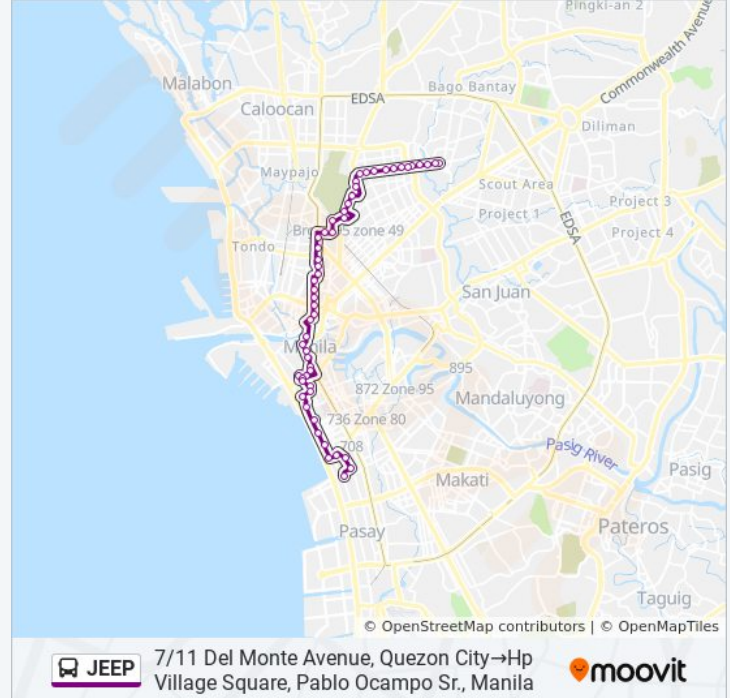 Pingki-an 2
Commonwealth Avenue
Malabon
Bago Bantay
EDSA
Caloocan
Diliman
Maypajo
Scout Area
Project 3
Project 1
EDSA
zone 49
Project 4
Tondo
San Juan
Manila
895
872 Zone 95
Mandaluyong
736 Zone 80
708
Pasig River
Pasig
Makati
Pasay
Pateros
Taguig
© OpenStreetMap contributors | © OpenMapTiles
JEEP
7/11 Del Monte Avenue, Quezon City→Hp
Village Square, Pablo Ocampo Sr., Manila
moovit